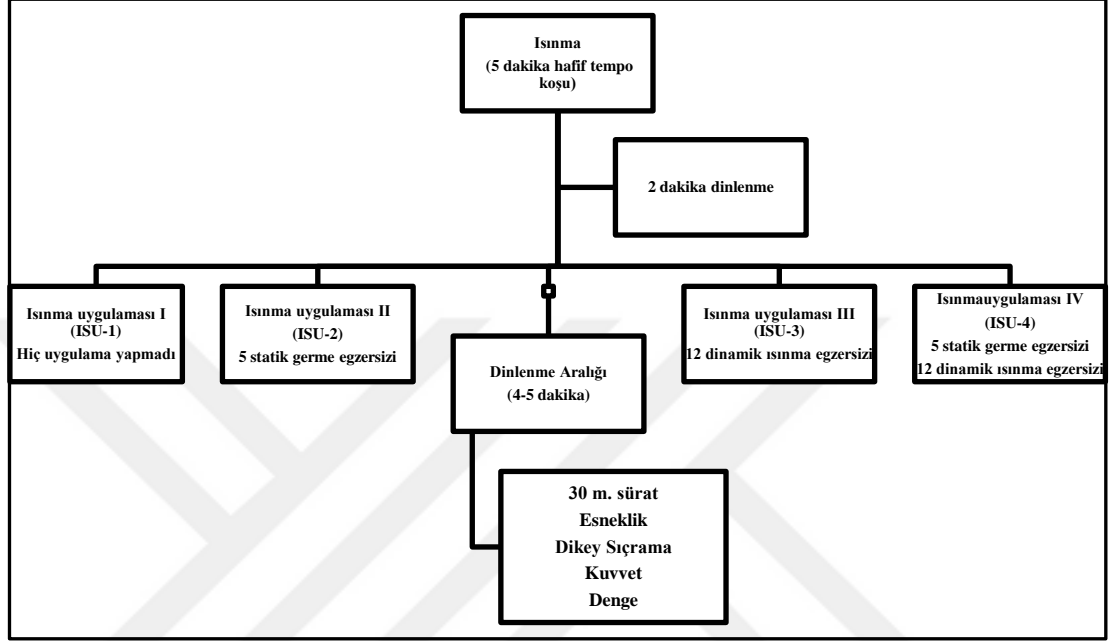 Isınma
(5 dakika hafif tempo
koşu)
2 dakika dinlenme
Isınma uygulaması I
(ISU-1)
Hiç uygulama yapmadı
Isınma uygulaması II
(ISU-2)
5 statik germe egzersizi
Dinlenme Aralığı
(4-5 dakika)
Isınma uygulaması III
(ISU-3)
12 dinamik ısınma egzersizi
Isınmauygulaması IV
(ISU-4)
5 statik germe egzersizi
12 dinamik ısınma egzersizi
30 m. sürat
Esneklik
Dikey Sıçrama
Kuvvet
Denge